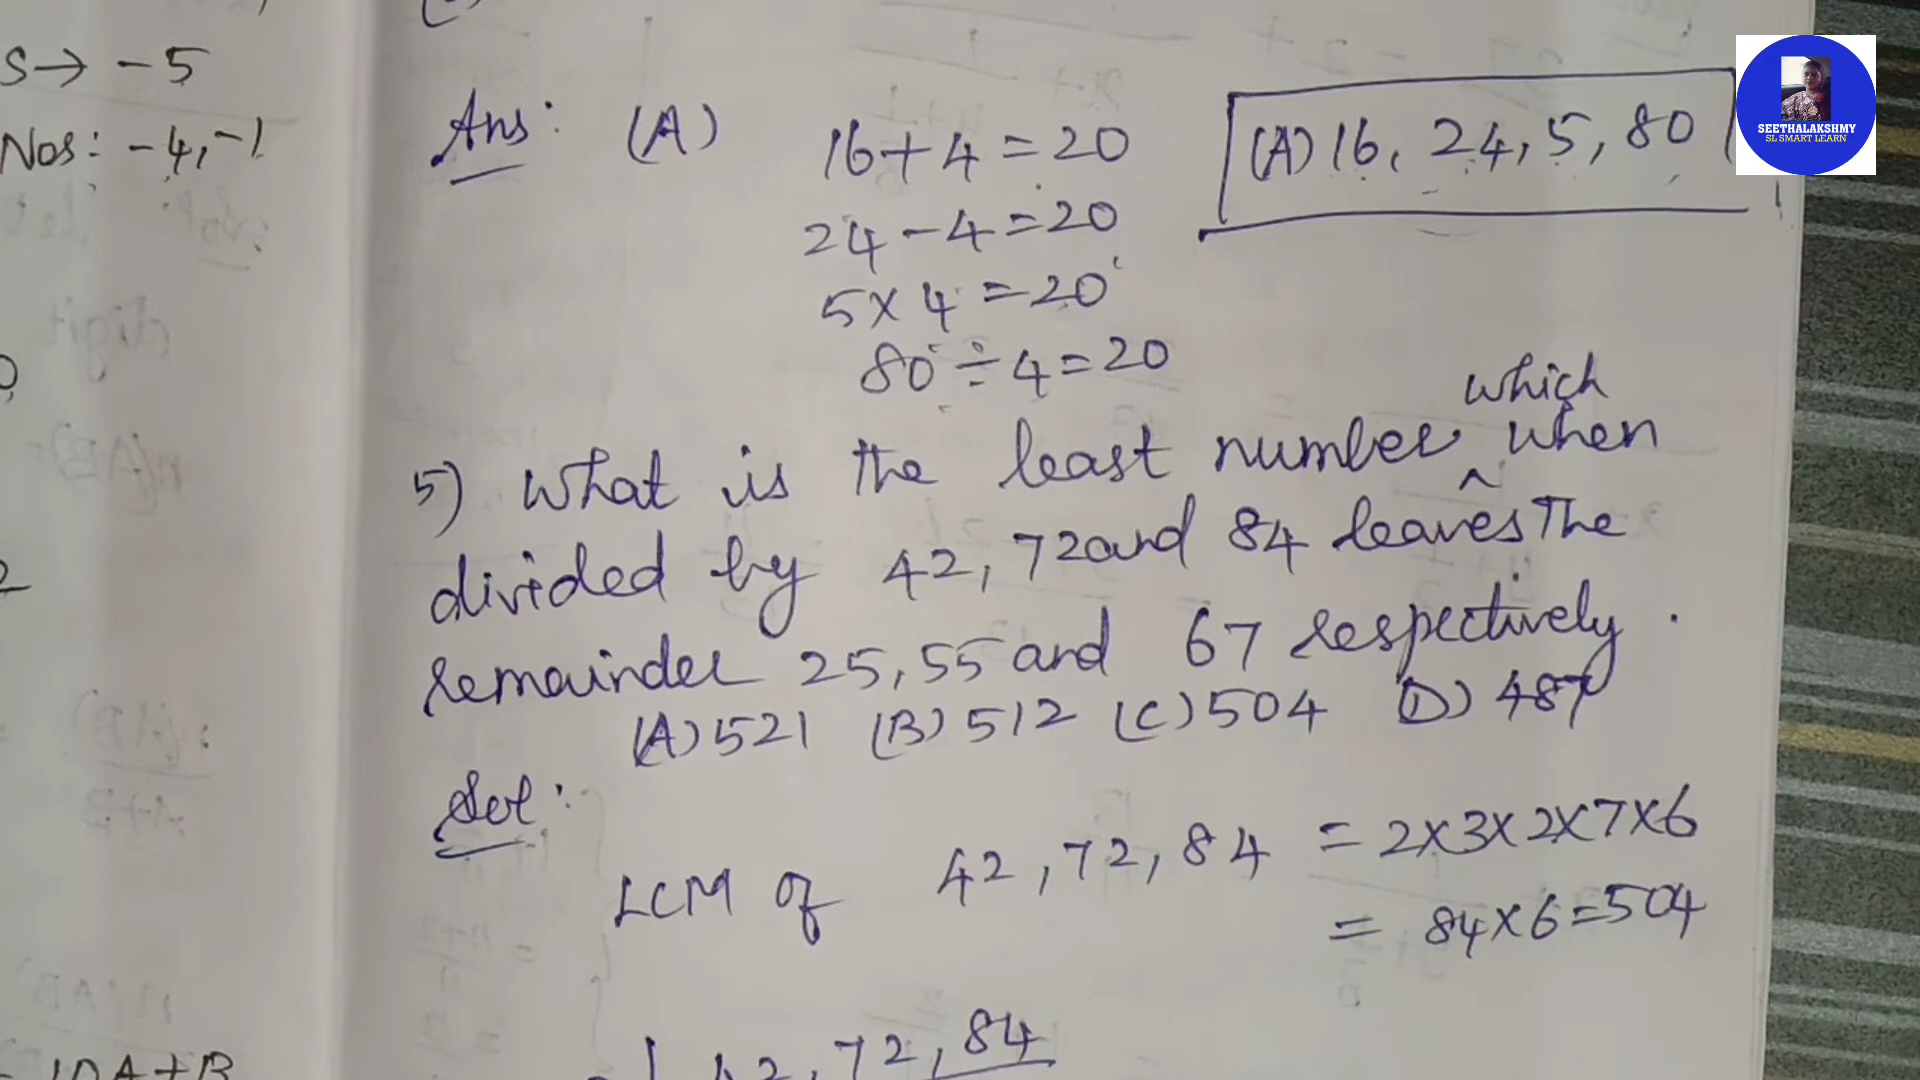 S→ -5
Nos: -4, -1
Ans: (A) 16+4=20
24-4=20
5×4=20
80÷4=20
(A) 16, 24, 5, 80
SEETHALAKSHMY
SL SMART LEARN
which
5) What is the least number ^ when
divided by 42, 72 and 84 leaves the
remainder 25, 55 and 67 respectively.
(A) 521 (B) 512 (C) 504 D) 487
Sol:
LCM of 42, 72, 84 = 2×3×2×7×6
= 84×6=504
42, 72, 84
10A+B